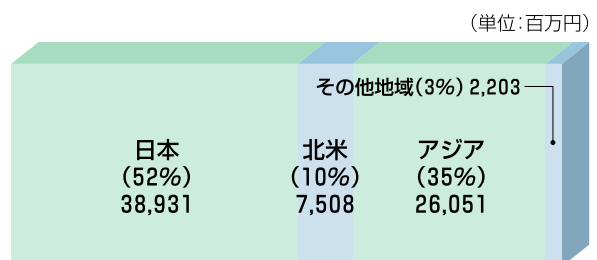 （単位：百万円）
その他地域（3%）2,203
日本
（52%）
38,931
北米
（10%）
7,508
アジア
（35%）
26,051